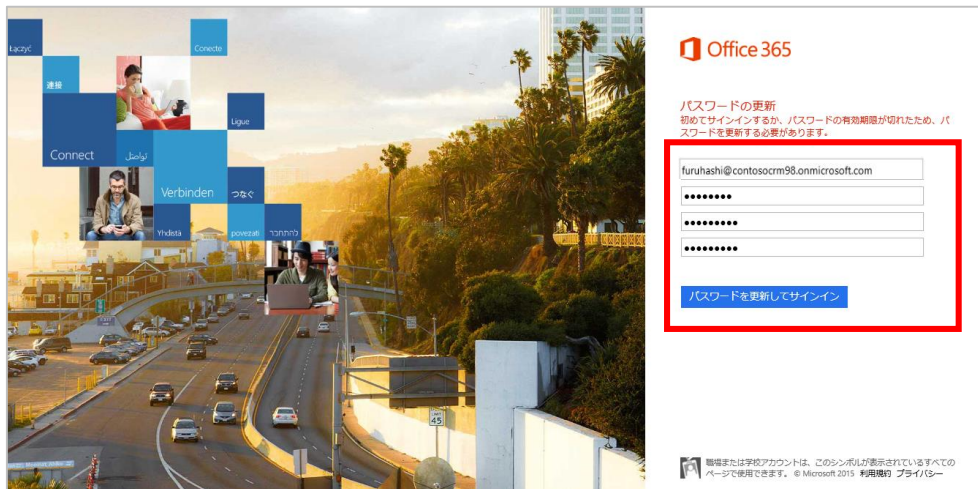 Łączyć
Conecte
連接
Ligue
Connect
تواصل
Verbinden
つなぐ
Yhdistä
povezati
להתחבר
LIMIT
45
Office 365
パスワードの更新
初めてサインインするか、パスワードの有効期限が切れたため、パ
スワードを更新する必要があります。
furuhashi@contosocrm98.onmicrosoft.com
●●●●●●●●
●●●●●●●●●
●●●●●●●●●
パスワードを更新してサインイン
職場または学校アカウントは、このシンボルが表示されているすべての
ページで使用できます。 © Microsoft 2015 利用規約 プライバシー